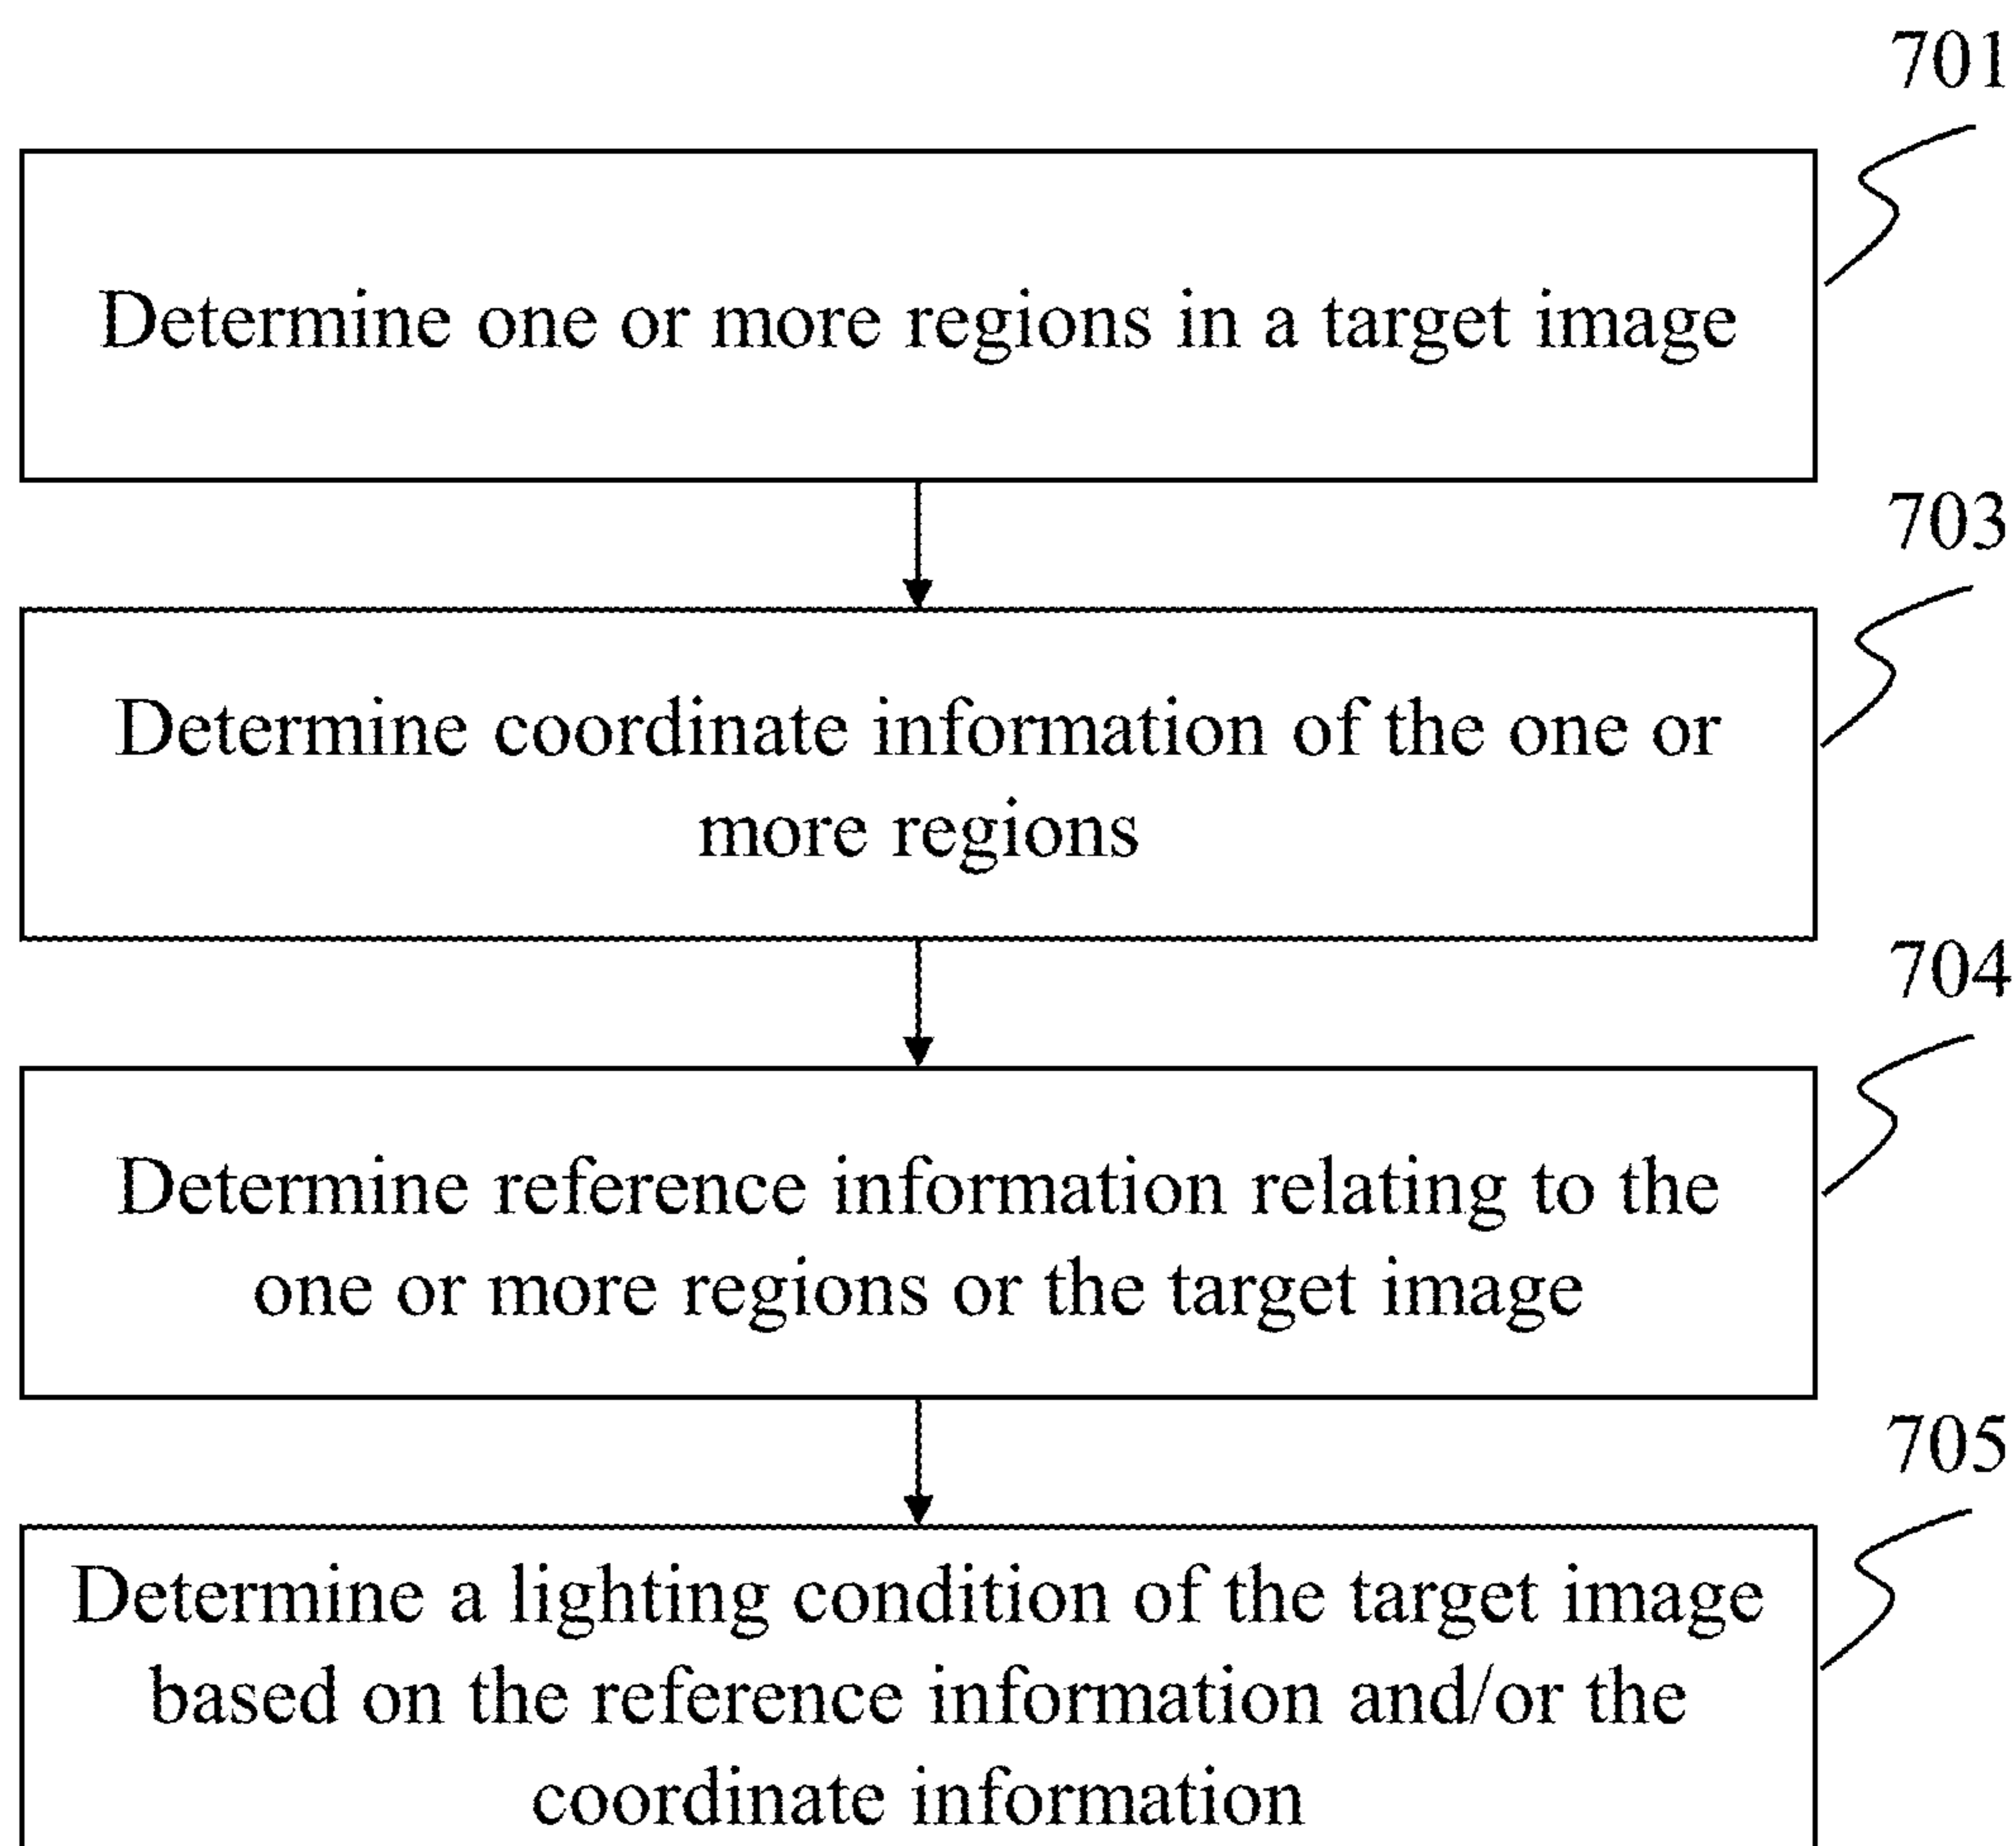 701
Determine one or more regions in a target image
703
Determine coordinate information of the one or
more regions
704
Determine reference information relating to the
one or more regions or the target image
705
Determine a lighting condition of the target image
based on the reference information and/or the
coordinate information